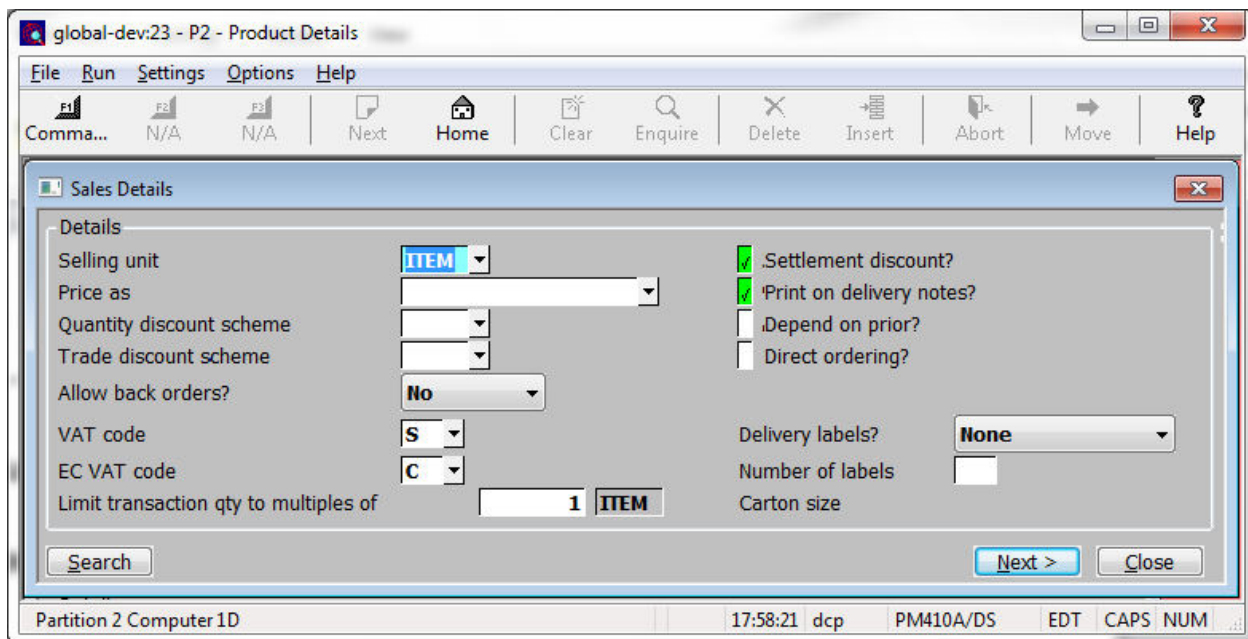 global-dev:23 - P2 - Product Details
File Run Settings Options Help
F1 F2 F3
Comma... N/A N/A Next Home Clear Enquire Delete Insert Abort Move Help
Sales Details
Details
Selling unit ITEM Settlement discount?
Price as Print on delivery notes?
Quantity discount scheme Depend on prior?
Trade discount scheme Direct ordering?
Allow back orders? No
VAT code S Delivery labels? None
EC VAT code C Number of labels
Limit transaction qty to multiples of 1 ITEM Carton size
Search Next > Close
Partition 2 Computer 1D 17:58:21 dcp PM410A/DS EDT CAPS NUM